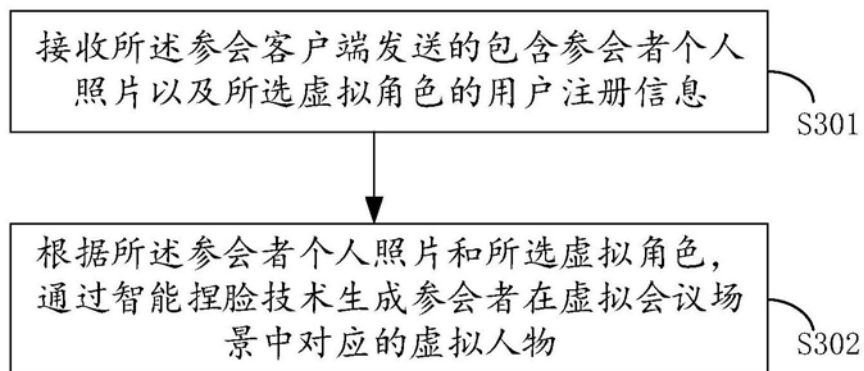 接收所述参会客户端发送的包含参会者个人
照片以及所选虚拟角色的用户注册信息
S301
根据所述参会者个人照片和所选虚拟角色，
通过智能捏脸技术生成参会者在虚拟会议场
景中对应的虚拟人物
S302